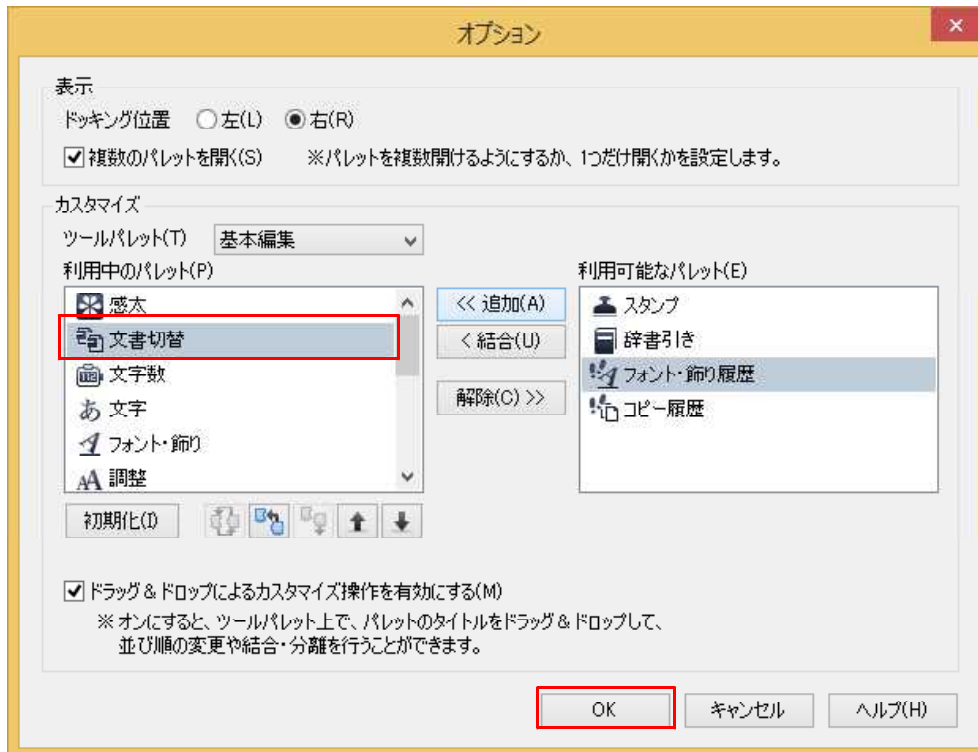 オプション
表示
ドッキング位置 左(L) 右(R)
複数のパレットを開く(S) ※パレットを複数開けるようにするか、1つだけ開くかを設定します。
カスタマイズ
ツールパレット(T) 基本編集
利用中のパレット(P)
感太
文書切替
文字数
文字
フォント・飾り
調整
<< 追加(A)
< 結合(U)
解除(C) >>
利用可能なパレット(E)
スタンプ
辞書引き
フォント・飾り履歴
コピー履歴
初期化(I)
ドラッグ&ドロップによるカスタマイズ操作を有効にする(M)
※オンにすると、ツールパレット上で、パレットのタイトルをドラッグ&ドロップして、
並び順の変更や結合・分離を行うことができます。
OK キャンセル ヘルプ(H)